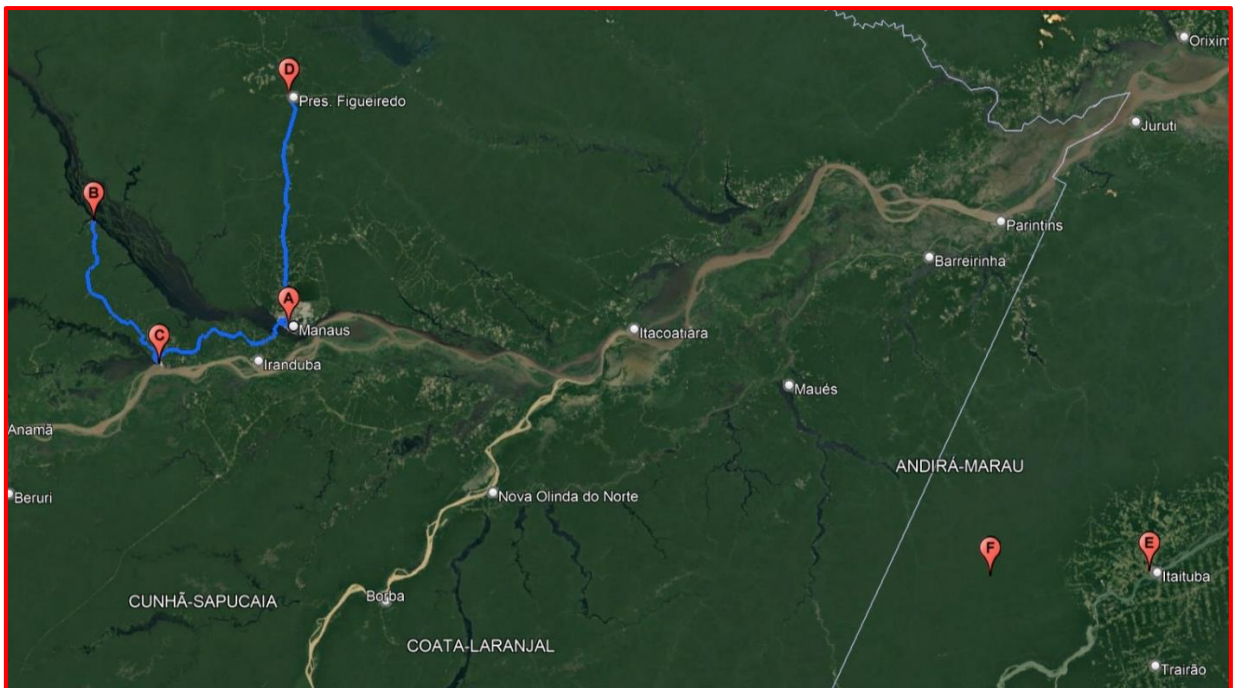 Orixim
D
Pres. Figueiredo
Juruti
B
Parintins
Barreirinha
A
Manaus
Itacoatiara
C
Iranduba
Maués
Anamã
ANDIRÁ-MARAU
Beruri
Nova Olinda do Norte
F
E
Itaituba
Borba
CUNHÃ-SAPUCAIA
COATA-LARANJAL
Trairão